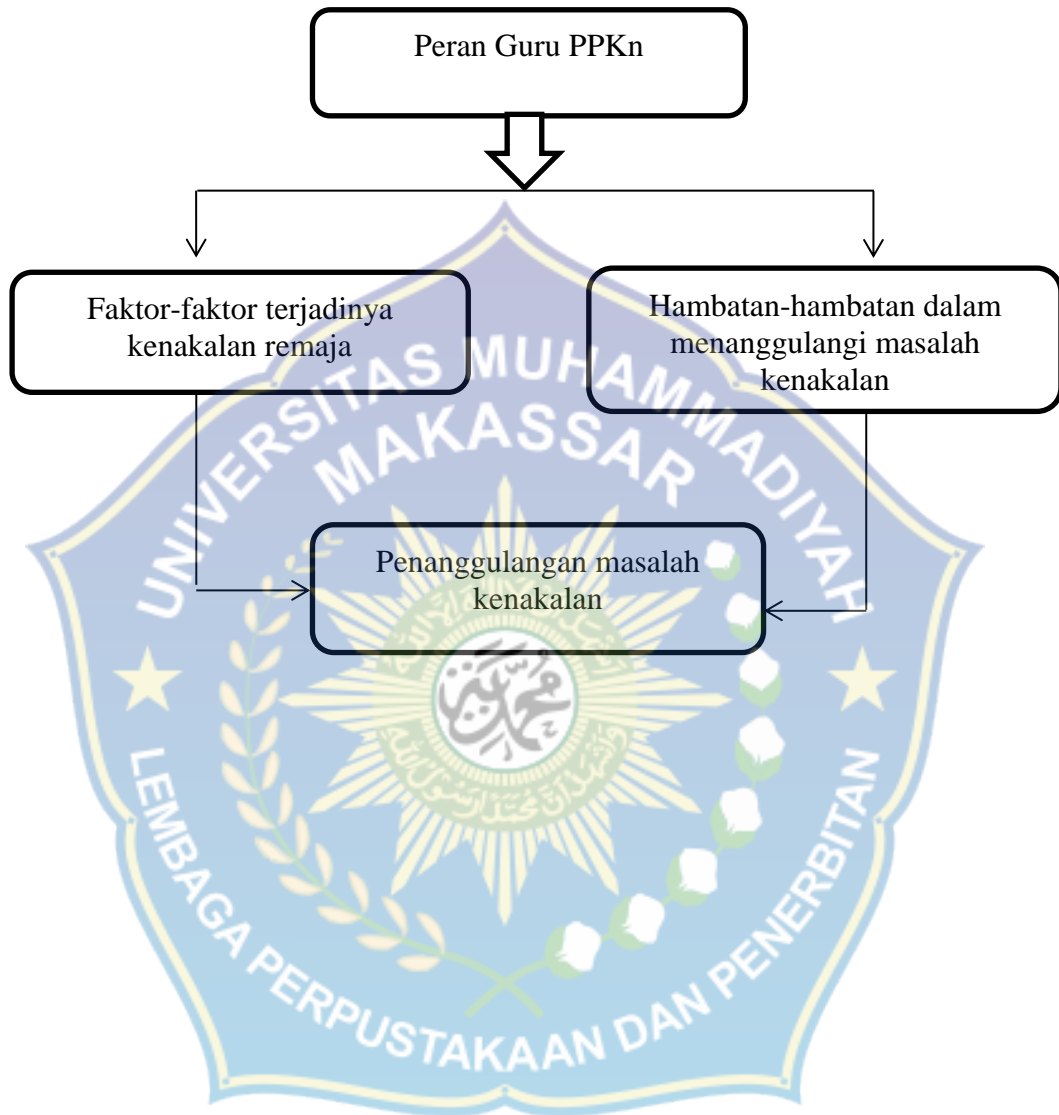 Peran Guru PPKn
Faktor-faktor terjadinya
kenakalan remaja
Hambatan-hambatan dalam
menanggulangi masalah
kenakalan
UNIVERSITAS MUHAMMADIYAH
MAKASSAR
Penanggulangan masalah
kenakalan
LEMBAGA PERPUSTAKAAN DAN PENERBITAN